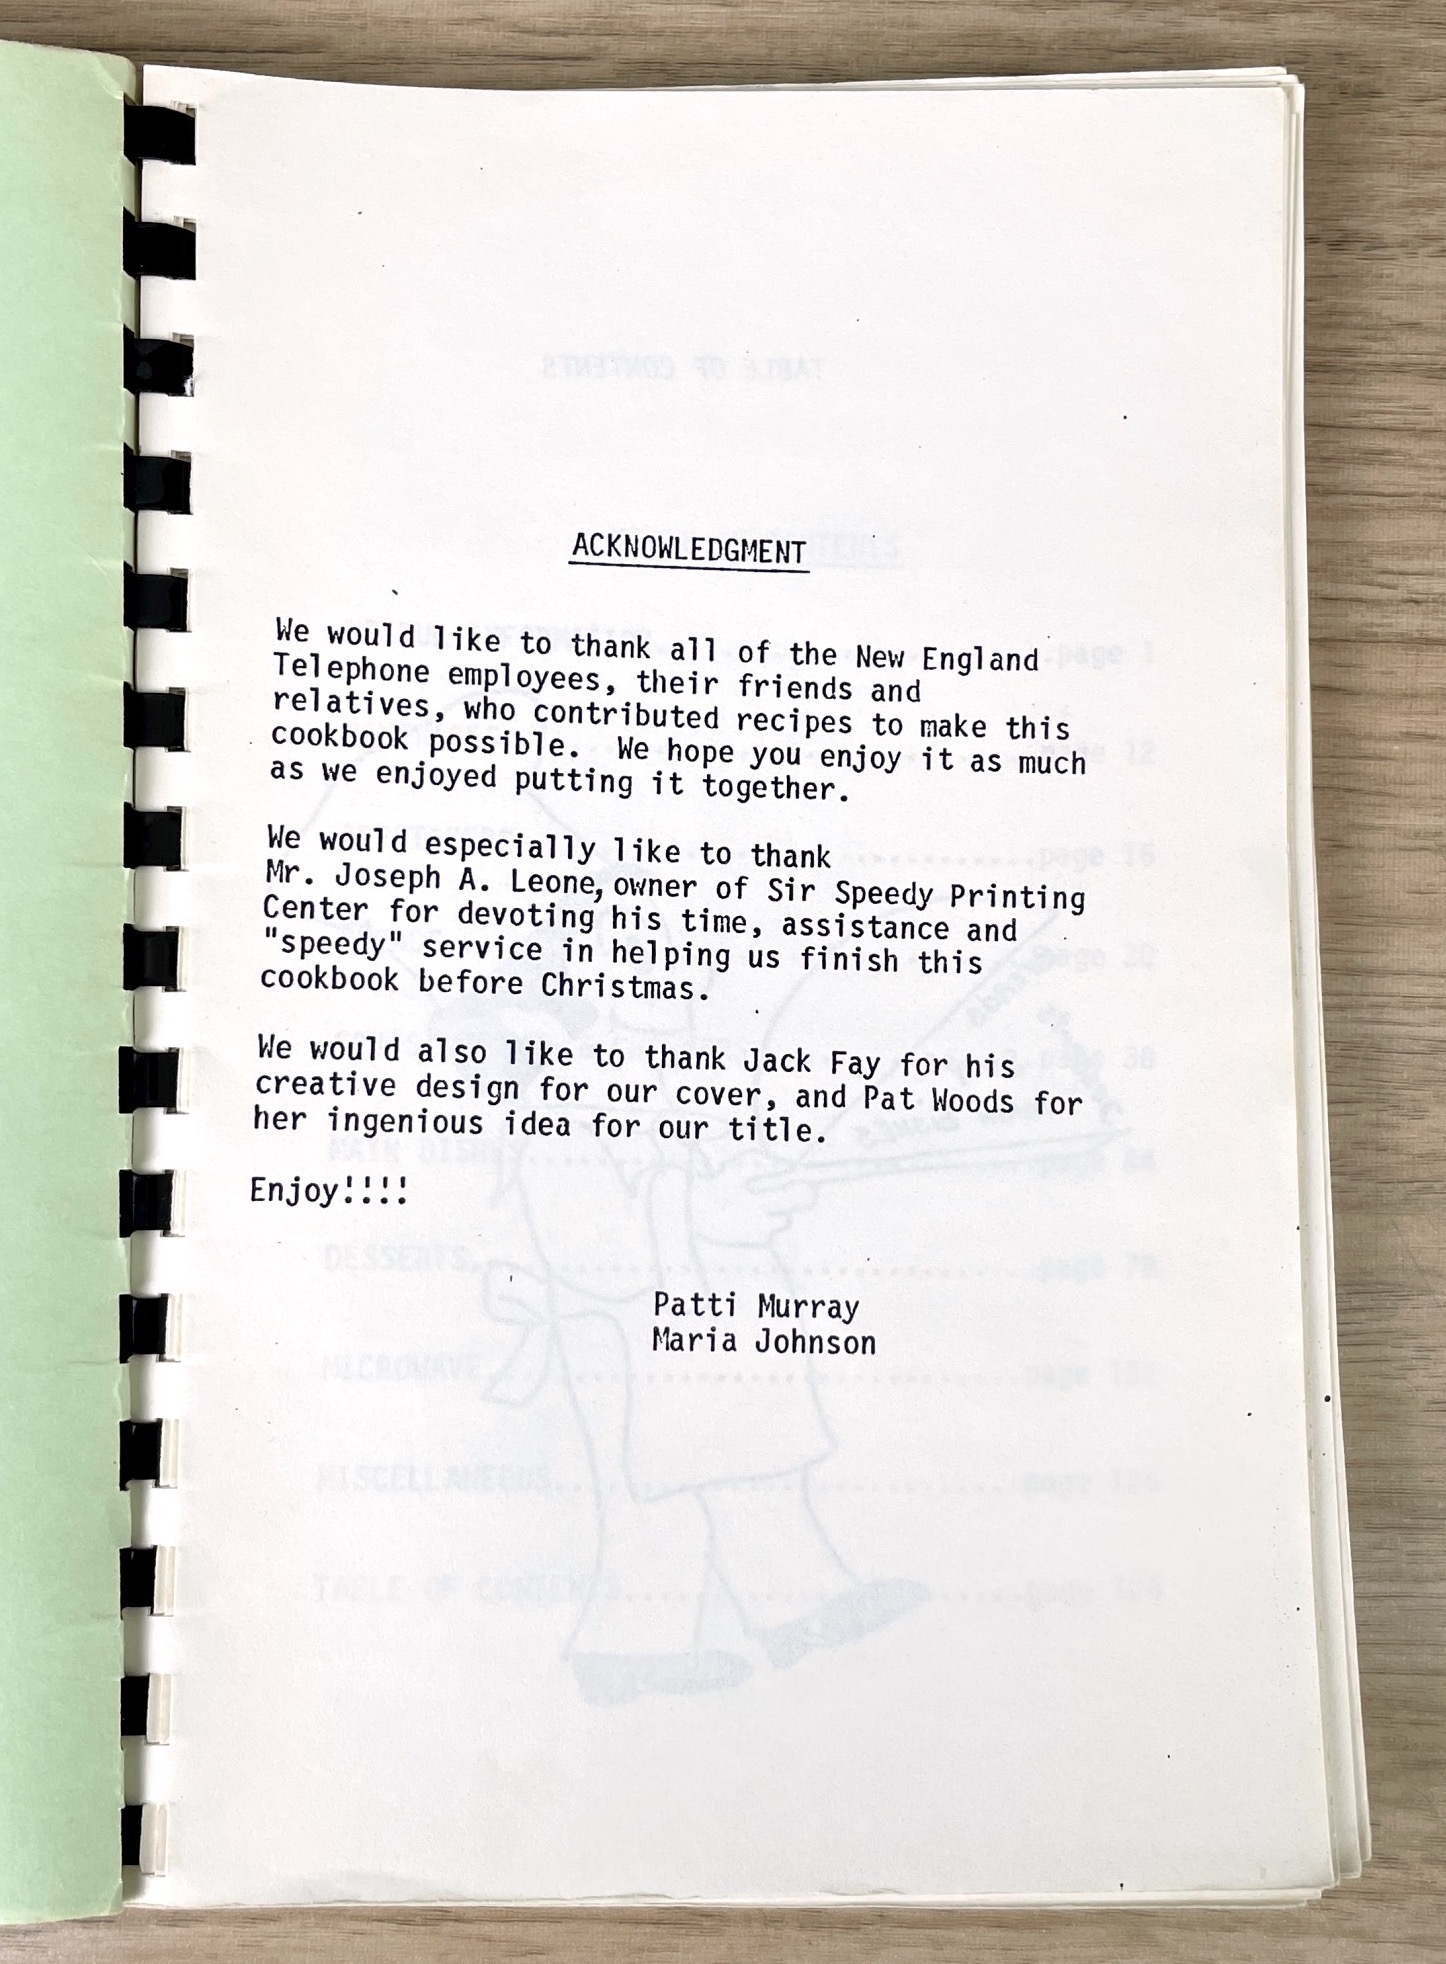 ACKNOWLEDGMENT
We would like to thank all of the New England
Telephone employees, their friends and
relatives, who contributed recipes to make this
cookbook possible. We hope you enjoy it as much
as we enjoyed putting it together.
We would especially like to thank
Mr. Joseph A. Leone, owner of Sir Speedy Printing
Center for devoting his time, assistance and
"speedy" service in helping us finish this
cookbook before Christmas.
We would also like to thank Jack Fay for his
creative design for our cover, and Pat Woods for
her ingenious idea for our title.
Enjoy!!!!
Patti Murray
Maria Johnson